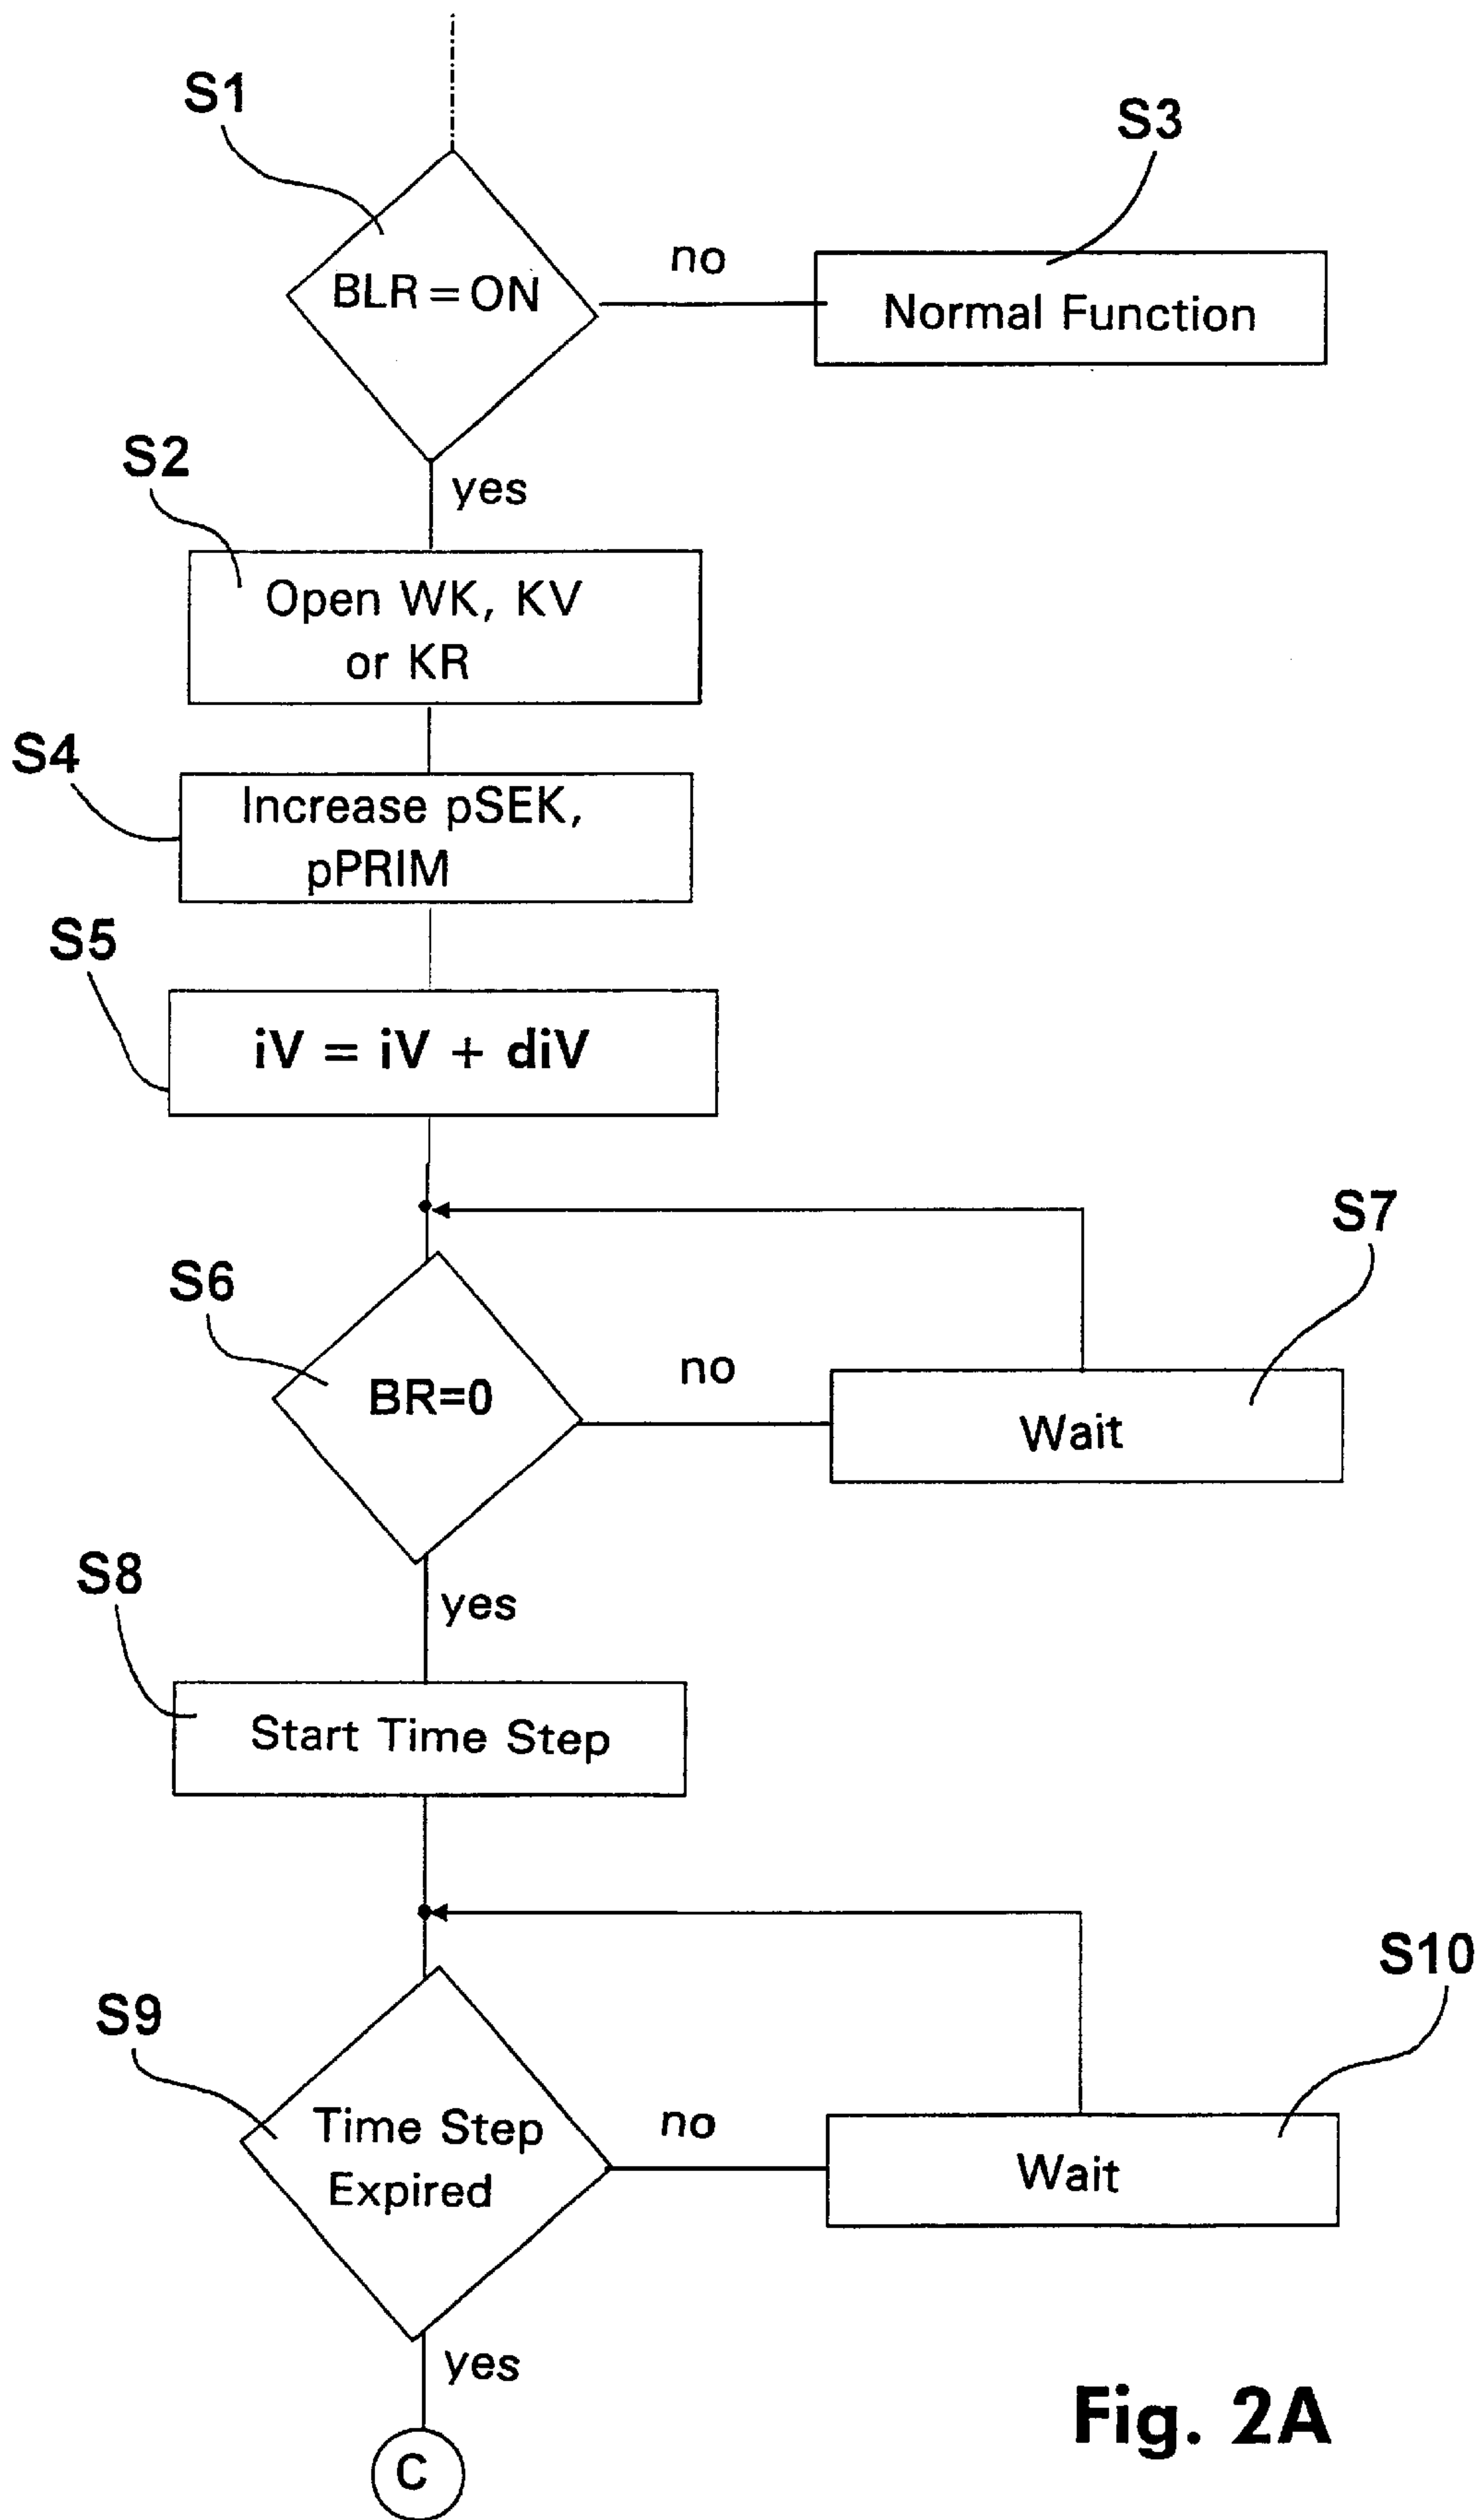 S1
S3
BLR = ON
no
Normal Function
S2
yes
Open WK, KV
or KR
S4
Increase pSEK,
pPRIM
S5
iV = iV + diV
S7
S6
BR=0
no
Wait
S8
yes
Start Time Step
S10
S9
Time Step
Expired
no
Wait
yes
C
Fig. 2A